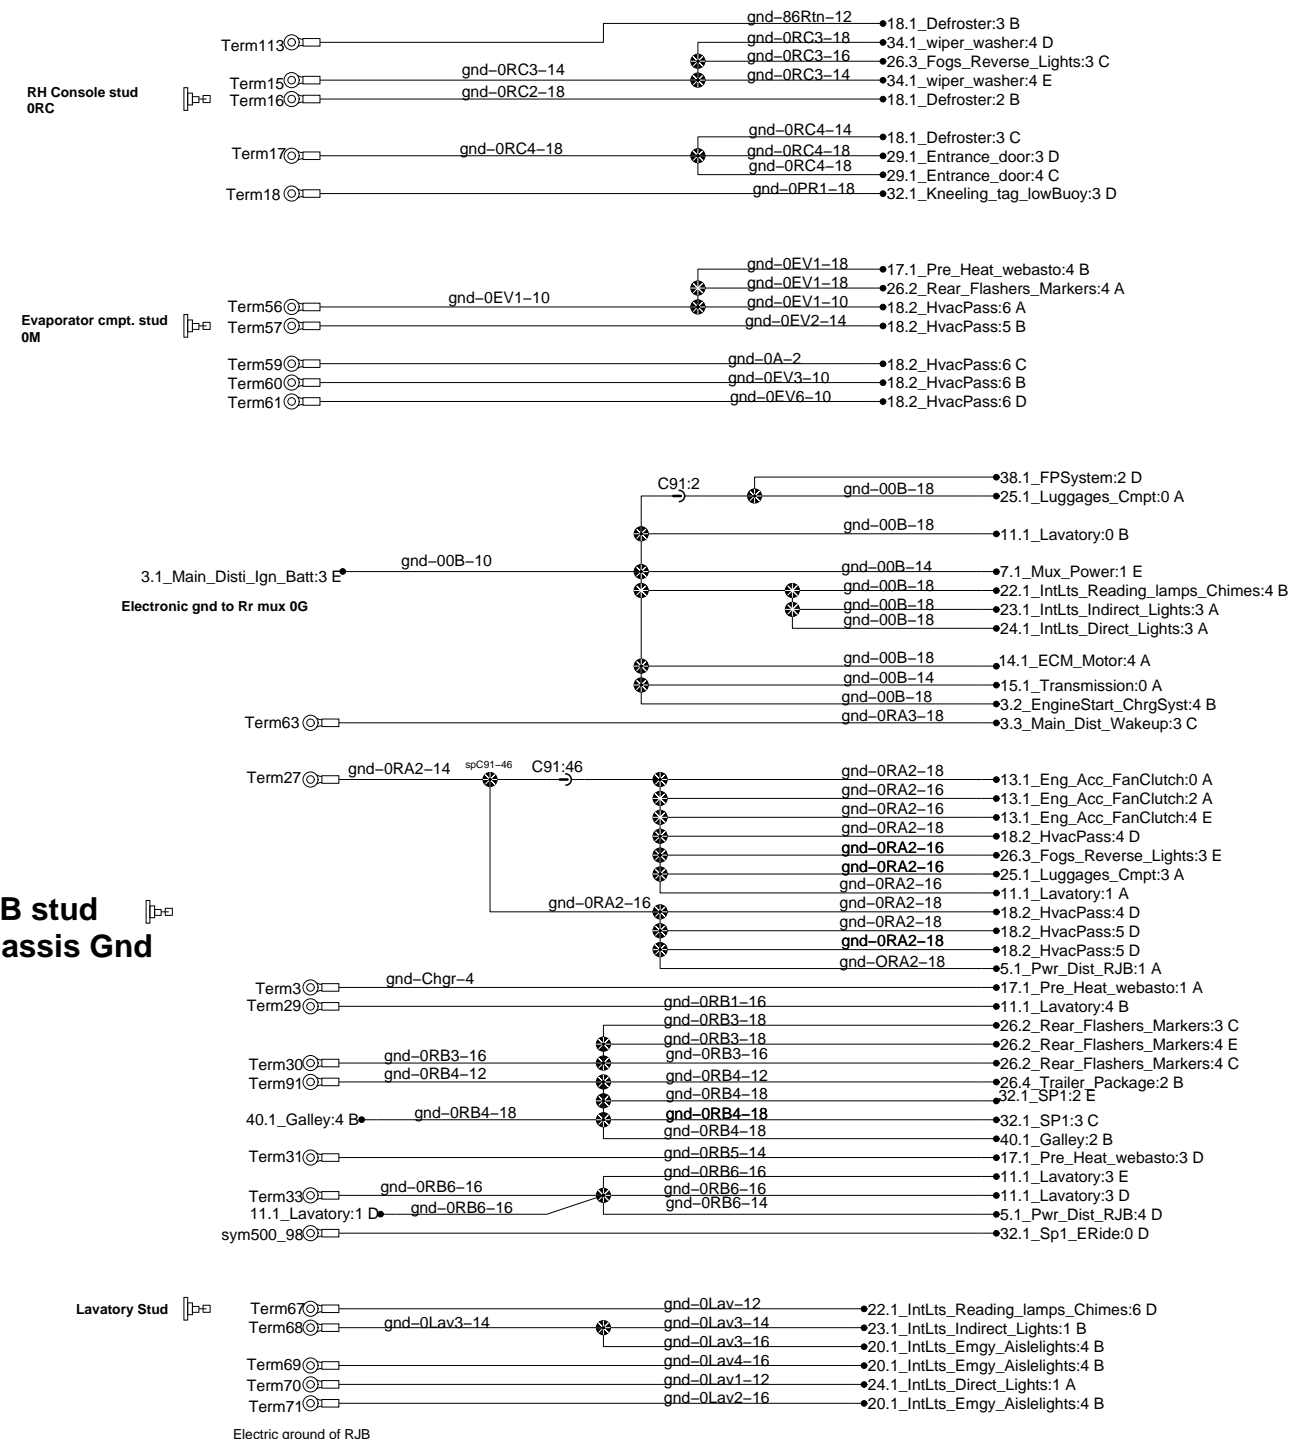 gnd-86Rtn-12
18.1_Defroster:3 B
Term113
gnd-0RC3-18
34.1_wiper_washer:4 D
gnd-0RC3-16
26.3_Fogs_Reverse_Lights:3 C
Term15
gnd-0RC3-14
gnd-0RC3-14
34.1_wiper_washer:4 E
RH Console stud
0RC
Term16
gnd-0RC2-18
18.1_Defroster:2 B
gnd-0RC4-14
18.1_Defroster:3 C
Term17
gnd-0RC4-18
gnd-0RC4-18
29.1_Entrance_door:3 D
gnd-0RC4-18
29.1_Entrance_door:4 C
Term18
gnd-0PR1-18
32.1_Kneeling_tag_lowBuoy:3 D
gnd-0EV1-18
17.1_Pre_Heat_webasto:4 B
gnd-0EV1-18
26.2_Rear_Flashers_Markers:4 A
Term56
gnd-0EV1-10
gnd-0EV1-10
18.2_HvacPass:6 A
Evaporator cmpt. stud
0M
Term57
gnd-0EV2-14
18.2_HvacPass:5 B
Term59
gnd-0A-2
18.2_HvacPass:6 C
Term60
gnd-0EV3-10
18.2_HvacPass:6 B
Term61
gnd-0EV6-10
18.2_HvacPass:6 D
38.1_FPSystem:2 D
C91:2
gnd-00B-18
25.1_Luggages_Cmpt:0 A
gnd-00B-18
11.1_Lavatory:0 B
3.1_Main_Disti_Ign_Batt:3 E
gnd-00B-10
gnd-00B-14
7.1_Mux_Power:1 E
gnd-00B-18
22.1_IntLts_Reading_lamps_Chimes:4 B
Electronic gnd to Rr mux 0G
gnd-00B-18
23.1_IntLts_Indirect_Lights:3 A
gnd-00B-18
24.1_IntLts_Direct_Lights:3 A
gnd-00B-18
14.1_ECM_Motor:4 A
gnd-00B-14
15.1_Transmission:0 A
gnd-00B-18
3.2_EngineStart_ChrgSyst:4 B
Term63
gnd-0RA3-18
3.3_Main_Dist_Wakeup:3 C
Term27
gnd-0RA2-14
spC91-46
C91:46
gnd-0RA2-18
13.1_Eng_Acc_FanClutch:0 A
gnd-0RA2-16
13.1_Eng_Acc_FanClutch:2 A
gnd-0RA2-16
13.1_Eng_Acc_FanClutch:4 E
gnd-0RA2-18
18.2_HvacPass:4 D
gnd-0RA2-16
26.3_Fogs_Reverse_Lights:3 E
gnd-0RA2-16
25.1_Luggages_Cmpt:3 A
gnd-0RA2-16
11.1_Lavatory:1 A
B stud
assis Gnd
gnd-0RA2-16
gnd-0RA2-18
18.2_HvacPass:4 D
gnd-0RA2-18
18.2_HvacPass:5 D
gnd-0RA2-18
18.2_HvacPass:5 D
gnd-ORA2-18
5.1_Pwr_Dist_RJB:1 A
Term3
gnd-Chgr-4
17.1_Pre_Heat_webasto:1 A
Term29
gnd-0RB1-16
11.1_Lavatory:4 B
gnd-0RB3-18
26.2_Rear_Flashers_Markers:3 C
gnd-0RB3-18
26.2_Rear_Flashers_Markers:4 E
Term30
gnd-0RB3-16
gnd-0RB3-16
26.2_Rear_Flashers_Markers:4 C
Term91
gnd-0RB4-12
gnd-0RB4-12
26.4_Trailer_Package:2 B
gnd-0RB4-18
32.1_SP1:2 E
40.1_Galley:4 B
gnd-0RB4-18
gnd-0RB4-18
32.1_SP1:3 C
gnd-0RB4-18
40.1_Galley:2 B
Term31
gnd-0RB5-14
17.1_Pre_Heat_webasto:3 D
gnd-0RB6-16
11.1_Lavatory:3 E
Term33
gnd-0RB6-16
gnd-0RB6-16
11.1_Lavatory:3 D
11.1_Lavatory:1 D
gnd-0RB6-16
gnd-0RB6-14
5.1_Pwr_Dist_RJB:4 D
sym500_98
32.1_Sp1_ERide:0 D
Lavatory Stud
Term67
gnd-0Lav-12
22.1_IntLts_Reading_lamps_Chimes:6 D
Term68
gnd-0Lav3-14
gnd-0Lav3-14
23.1_IntLts_Indirect_Lights:1 B
gnd-0Lav3-16
20.1_IntLts_Emgy_Aislelights:4 B
Term69
gnd-0Lav4-16
20.1_IntLts_Emgy_Aislelights:4 B
Term70
gnd-0Lav1-12
24.1_IntLts_Direct_Lights:1 A
Term71
gnd-0Lav2-16
20.1_IntLts_Emgy_Aislelights:4 B
Electric ground of RJB